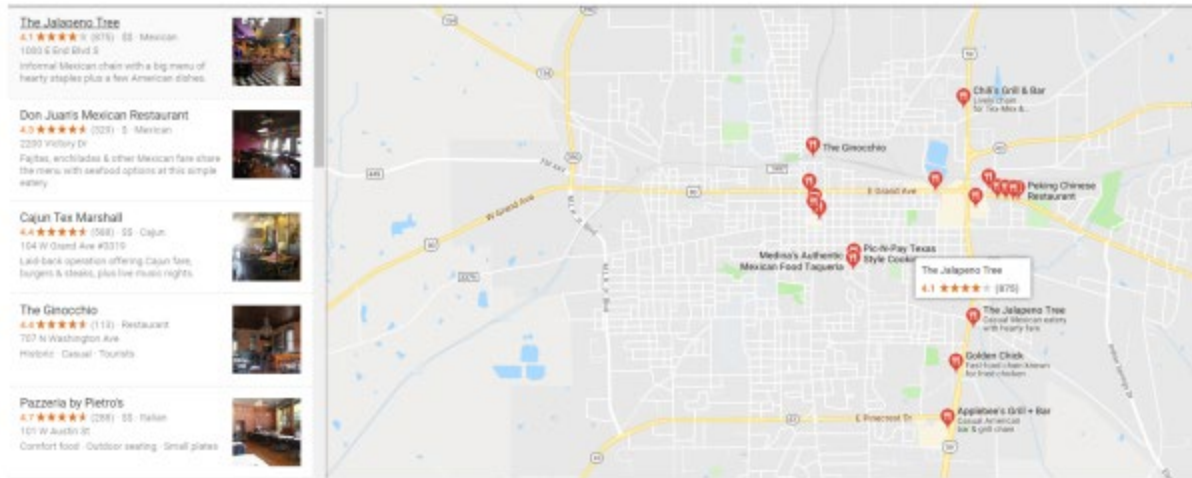 The Jalapeno Tree
4.1 (875) · $$ · Mexican
1000 E End Blvd S
Informal Mexican chain with a big menu of
hearty staples plus a few American dishes.
Don Juan's Mexican Restaurant
(323) · $ · Mexican
2200 Victory Dr
Fajitas, enchiladas & other Mexican fare share
the menu with seafood options at this simple
eatery
Cajun Tex Marshall
4.4 (568) · $$ · Cajun
104 W Grand Ave #3319
Laid-back operation offering Cajun fare,
burgers & steaks, plus live music nights.
The Ginocchio
4.4 (113) · Restaurant
707 N Washington Ave
Historic · Casual · Tourists
Pazzeria by Pietro's
4.7 (288) · $$ · Italian
101 W Austin St
Comfort food · Outdoor seating · Small plates
Chili's Grill & Bar
Lively chain
for Tex-Mex &...
The Ginocchio
Peking Chinese
Restaurant
E Grand Ave
W Grand Ave
M.L.K. Jr. Blvd
M.L.K. Jr. Blvd
Medina's Authentic
Mexican Food Taqueria
Pic-N-Pay Texas
Style
The Jalapeno Tree
4.1 (875)
The Jalapeno Tree
Casual Mexican eatery
with hearty fare
Golden Chick
Fast-food chain known
for fried chicken
Applebee's Grill + Bar
Casual American
bar & grill chain
E Pinecrest Dr